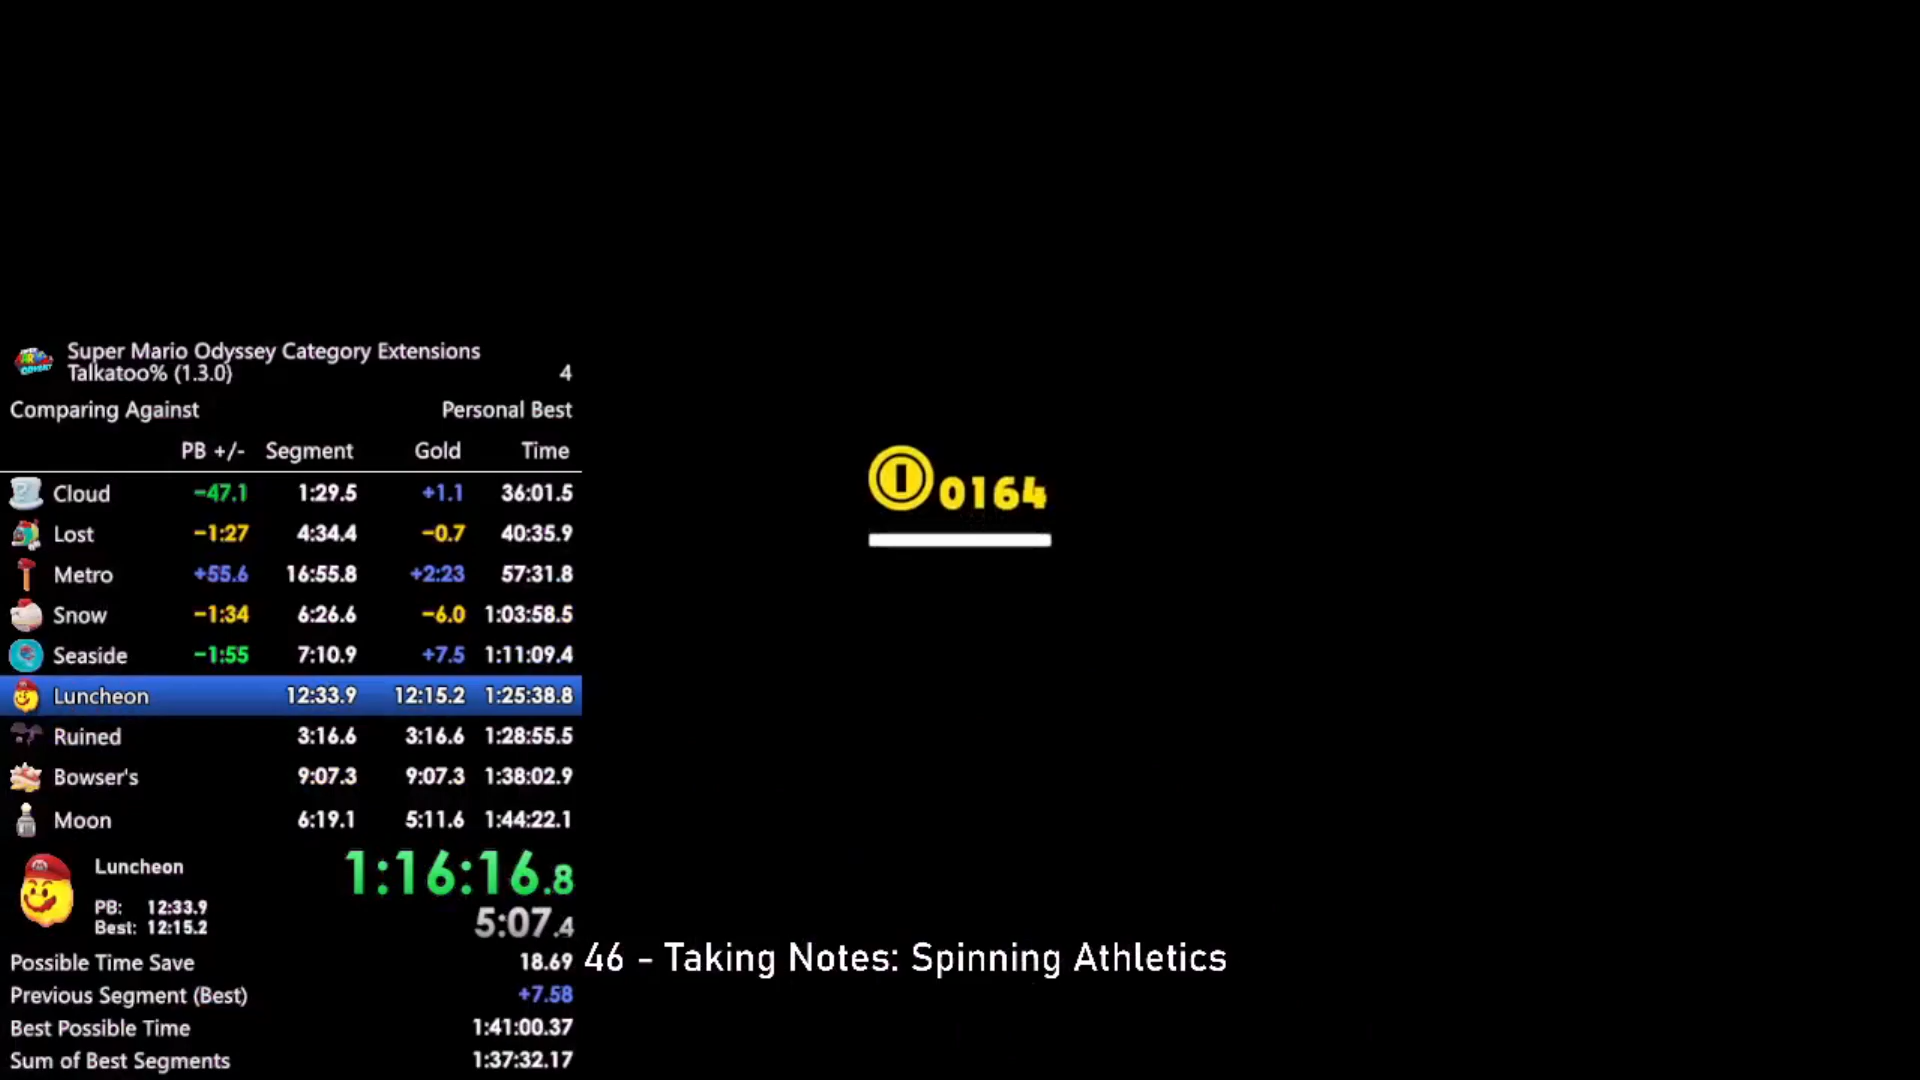 Super Mario Odyssey Category Extensions
Talkatoo% (1.3.0) 4
Comparing Against Personal Best
PB +/- Segment Gold Time
Cloud −47.1 1:29.5 +1.1 36:01.5
Lost −1:27 4:34.4 −0.7 40:35.9
Metro +55.6 16:55.8 +2:23 57:31.8
Snow −1:34 6:26.6 −6.0 1:03:58.5
Seaside −1:55 7:10.9 +7.5 1:11:09.4
Luncheon 12:33.9 12:15.2 1:25:38.8
Ruined 3:16.6 3:16.6 1:28:55.5
Bowser's 9:07.3 9:07.3 1:38:02.9
Moon 6:19.1 5:11.6 1:44:22.1
Luncheon 1:16:16.8
PB: 12:33.9 5:07.4
Best: 12:15.2
Possible Time Save 18.69
Previous Segment (Best) +7.58
Best Possible Time 1:41:00.37
Sum of Best Segments 1:37:32.17
0164
46 - Taking Notes: Spinning Athletics